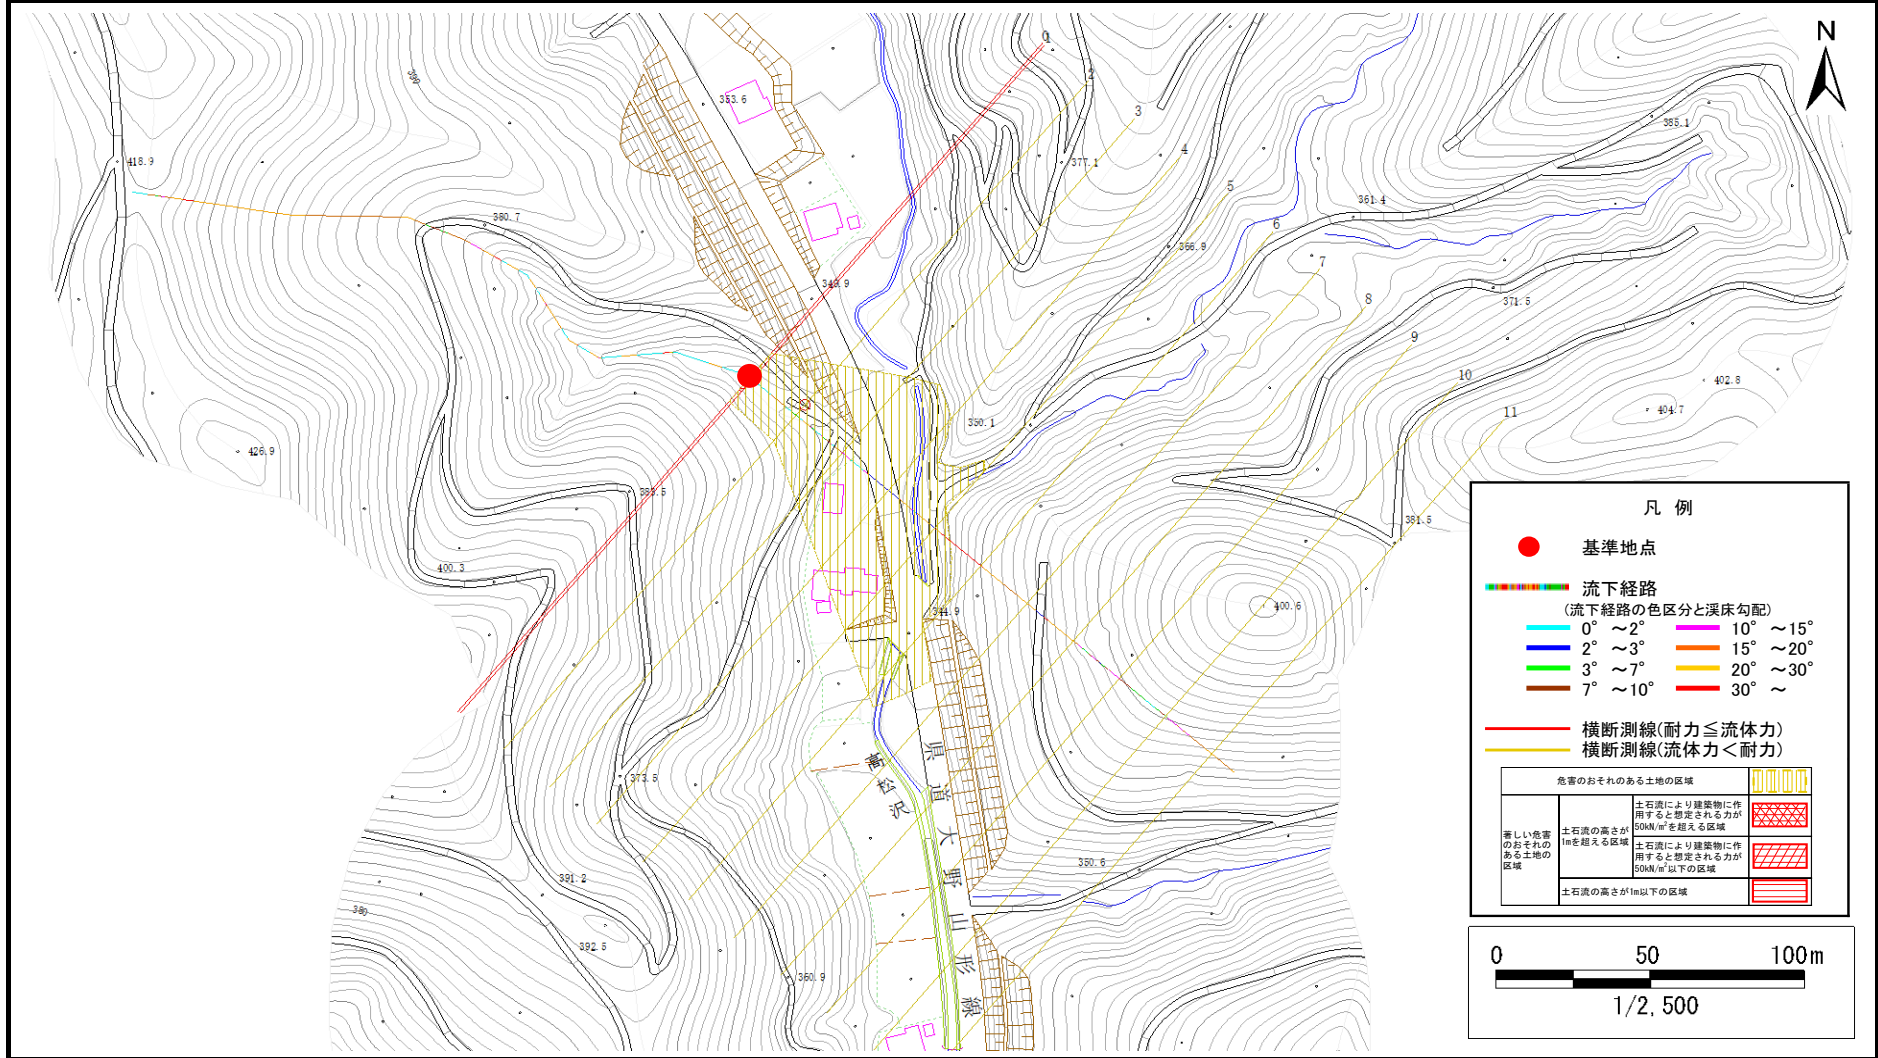 N
0
1
2
3
4
5
6
7
8
9
10
11
390
353.6
418.9
380.7
349.9
377.1
385.1
361.4
366.9
371.5
402.8
404.7
350.1
426.9
383.5
381.5
400.3
400.6
344.9
373.5
391.2
350.6
380
392.5
360.9
県道大野山形線
凡 例
基準地点
流下経路
(流下経路の色区分と渓床勾配)
0° ～2° 10° ～15°
2° ～3° 15° ～20°
3° ～7° 20° ～30°
7° ～10° 30° ～
横断測線(耐力≦流体力)
横断測線(流体力＜耐力)
危害のおそれのある土地の区域
著しい危害
のおそれの
ある土地の
区域
土石流の高さが
1mを超える区域
土石流により建築物に作
用すると想定される力が
50kN/m²を超える区域
土石流により建築物に作
用すると想定される力が
50kN/m²以下の区域
土石流の高さが1m以下の区域
0 50 100m
1/2,500